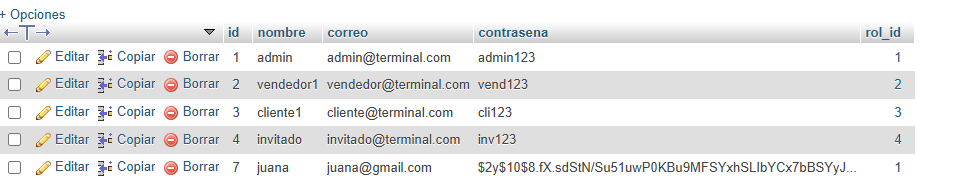 + Opciones
←T→ id nombre correo contrasena rol_id
Editar Copiar Borrar 1 admin admin@terminal.com admin123 1
Editar Copiar Borrar 2 vendedor1 vendedor@terminal.com vend123 2
Editar Copiar Borrar 3 cliente1 cliente@terminal.com cli123 3
Editar Copiar Borrar 4 invitado invitado@terminal.com inv123 4
Editar Copiar Borrar 7 juana juana@gmail.com $2y$10$8.fX.sdStN/Su51uwP0KBu9MFSYxhSLIbYCx7bBSYyJ... 1